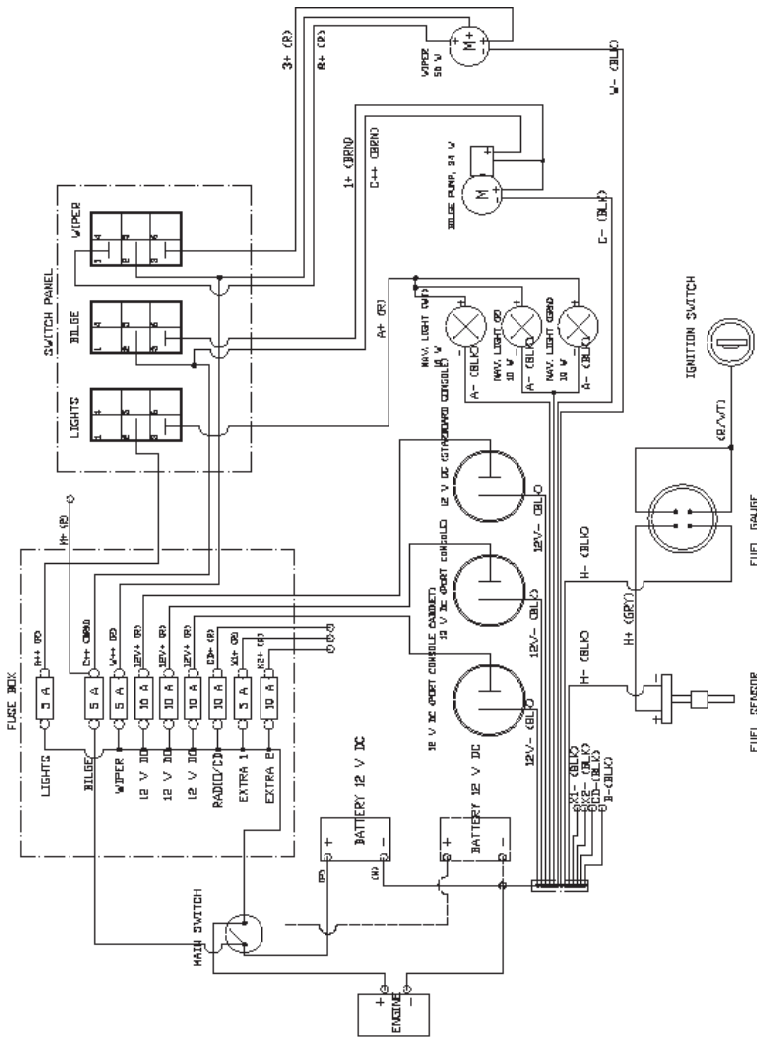 3+ (R)
WIPER
50 W
M
W- (BLK)
1+ (BRN)
C++ (BRN)
BILGE PUMP, 24 W
M
C- (BLK)
SWITCH PANEL
WIPER
BILGE
LIGHTS
A+ (R)
NAV. LIGHT (WT)
10 W
A- (BLK)
NAV. LIGHT (R)
10 W
A- (BLK)
NAV. LIGHT (GRN)
10 W
A- (BLK)
IGNITION SWITCH
(R/WT)
FUEL GAUGE
H- (BLK)
H+ (GRY)
H- (BLK)
FUEL SENSOR
12 V DC (STARBOARD CONSOLE)
12V- (BLK)
12 V DC (PORT CONSOLE)
12V- (BLK)
12 V DC (PORT CONSOLE CABINET)
12V- (BLK)
X1- (BLK)
X2- (BLK)
CD- (BLK)
B- (BLK)
FUSE BOX
LIGHTS
5 A
A++ (R)
BILGE
5 A
C++ (BRN)
WIPER
5 A
W++ (R)
12 V DC
10 A
12V+ (R)
12 V DC
10 A
12V+ (R)
12 V DC
10 A
12V+ (R)
RADIO/CD
10 A
CD+ (R)
EXTRA 1
5 A
X1+ (R)
EXTRA 2
10 A
X2+ (R)
BATTERY 12 V DC
BATTERY 12 V DC
MAIN SWITCH
ENGINE